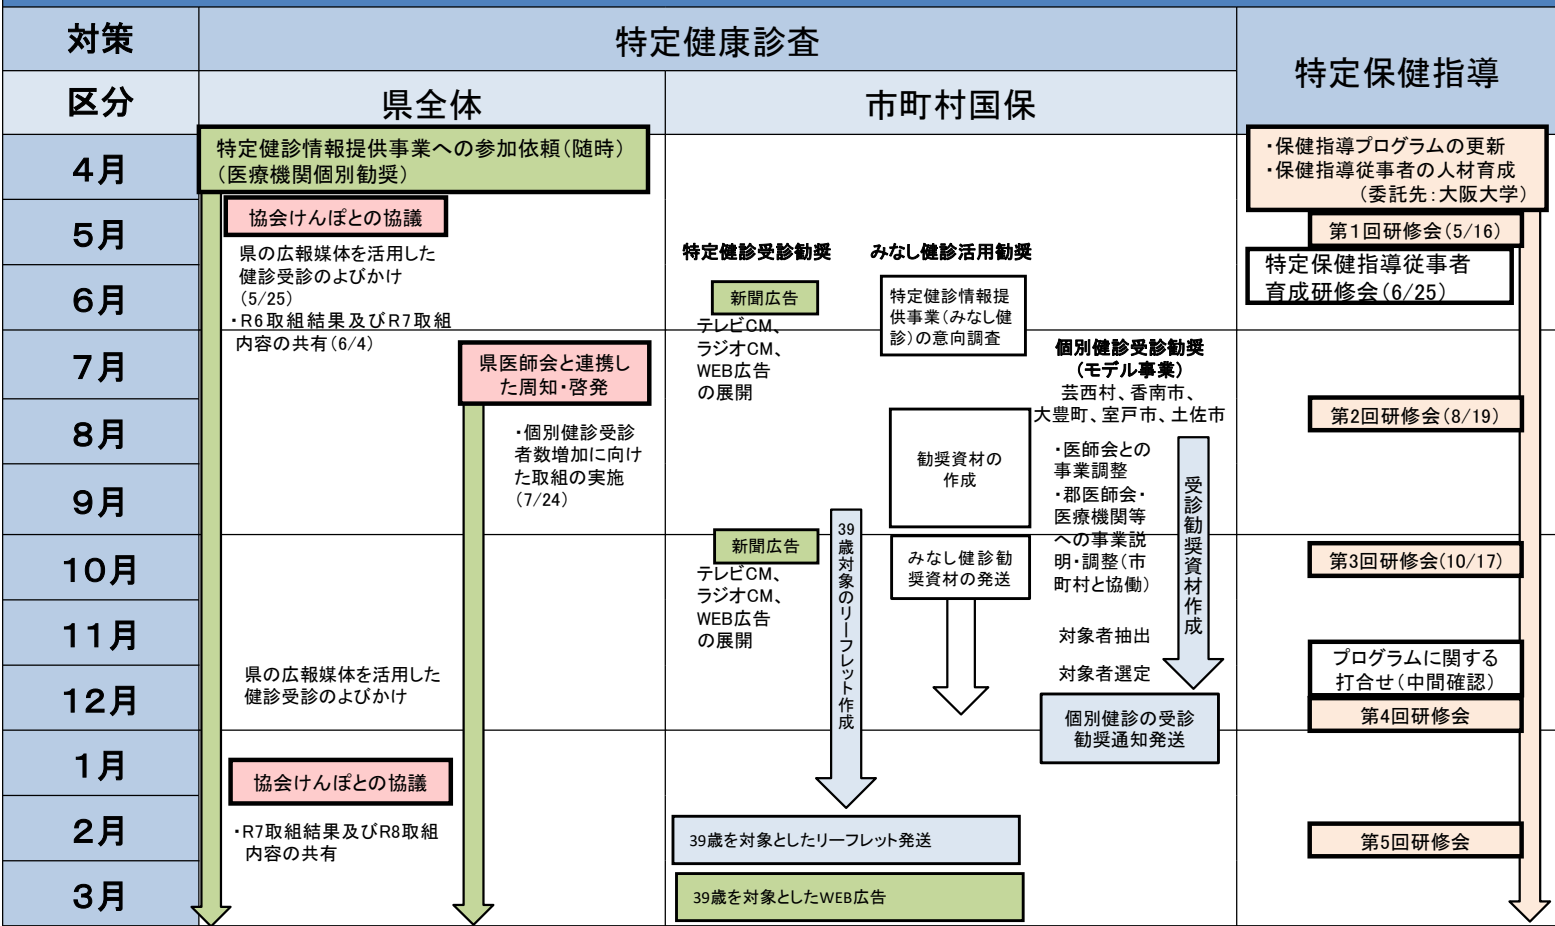 対策
特定健康診査
特定保健指導
区分
県全体
市町村国保
4月
特定健診情報提供事業への参加依頼（随時）
（医療機関個別勧奨）
・保健指導プログラムの更新
・保健指導従事者の人材育成
（委託先：大阪大学）
5月
協会けんぽとの協議
県の広報媒体を活用した
健診受診のよびかけ
(5/25)
・R6取組結果及びR7取組
内容の共有(6/4)
特定健診受診勧奨
みなし健診活用勧奨
第1回研修会(5/16)
特定保健指導従事者
育成研修会(6/25)
6月
新聞広告
テレビCM、
ラジオCM、
WEB広告
の展開
特定健診情報提
供事業（みなし健
診）の意向調査
7月
県医師会と連携し
た周知・啓発
個別健診受診勧奨
（モデル事業）
芸西村、香南市、
大豊町、室戸市、土佐市
8月
・個別健診受診
者数増加に向け
た取組の実施
(7/24)
勧奨資材の
作成
・医師会との
事業調整
・郡医師会・
医療機関等
への事業説
明・調整（市
町村と協働）
受診勧奨資材作成
第2回研修会(8/19)
9月
39歳対象のリーフレット作成
10月
新聞広告
テレビCM、
ラジオCM、
WEB広告
の展開
みなし健診勧
奨資材の発送
第3回研修会(10/17)
11月
対象者抽出
対象者選定
プログラムに関する
打合せ（中間確認）
12月
県の広報媒体を活用した
健診受診のよびかけ
個別健診の受診
勧奨通知発送
第4回研修会
1月
協会けんぽとの協議
2月
・R7取組結果及びR8取組
内容の共有
39歳を対象としたリーフレット発送
第5回研修会
3月
39歳を対象としたWEB広告